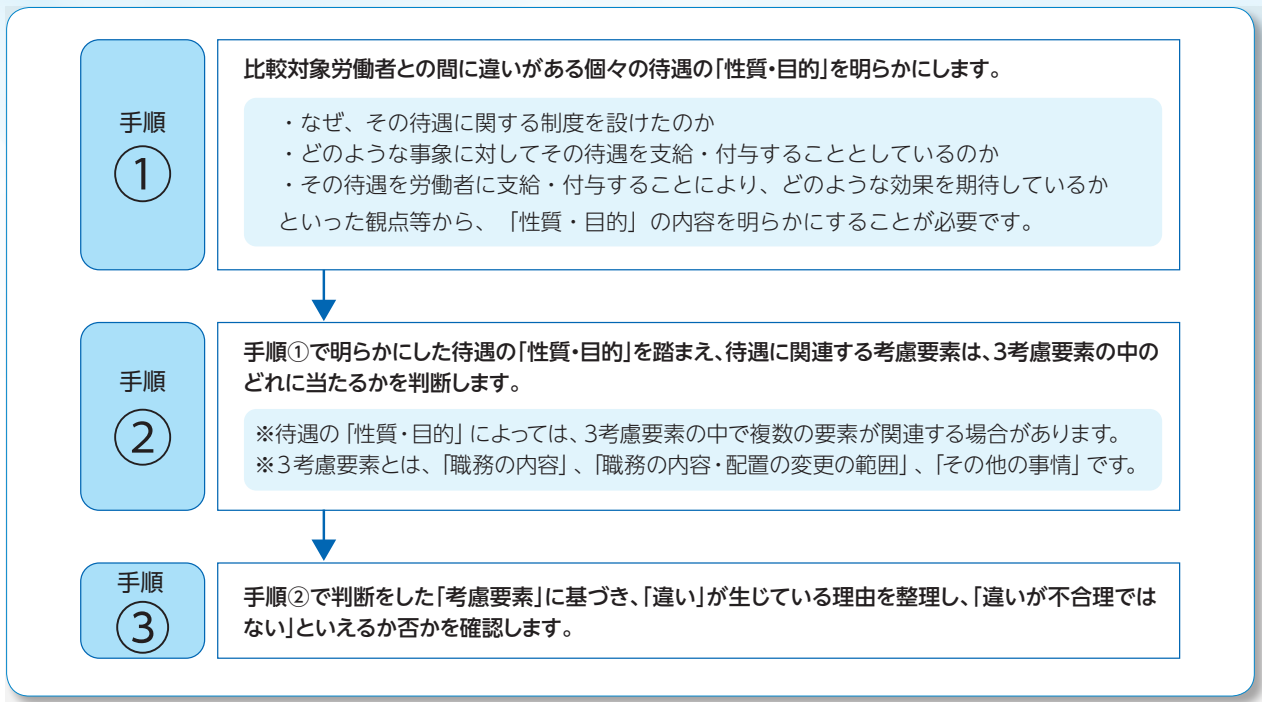 手順
①
比較対象労働者との間に違いがある個々の待遇の「性質・目的」を明らかにします。
・なぜ、その待遇に関する制度を設けたのか
・どのような事象に対してその待遇を支給・付与することとしているのか
・その待遇を労働者に支給・付与することにより、どのような効果を期待しているか
といった観点等から、「性質・目的」の内容を明らかにすることが必要です。
手順
②
手順①で明らかにした待遇の「性質・目的」を踏まえ、待遇に関連する考慮要素は、3考慮要素の中の
どれに当たるかを判断します。
※待遇の「性質・目的」によっては、3考慮要素の中で複数の要素が関連する場合があります。
※3考慮要素とは、「職務の内容」、「職務の内容・配置の変更の範囲」、「その他の事情」です。
手順
③
手順②で判断をした「考慮要素」に基づき、「違い」が生じている理由を整理し、「違いが不合理では
ない」といえるか否かを確認します。